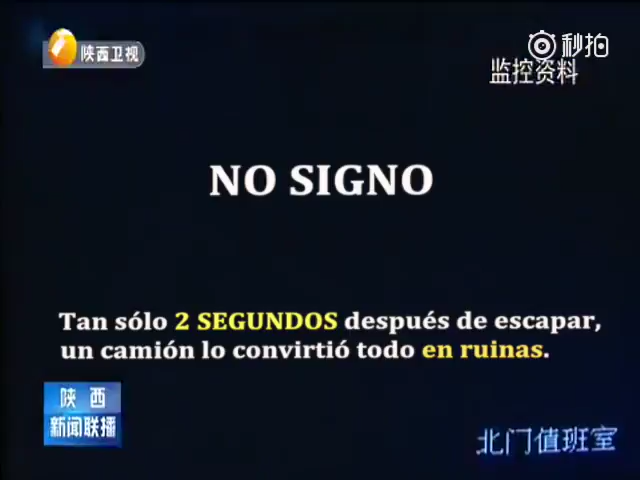 陕西卫视
秒拍
监控资料
NO SIGNO
Tan sólo 2 SEGUNDOS después de escapar,
un camión lo convirtió todo en ruinas.
陕西
新闻联播
北门值班室